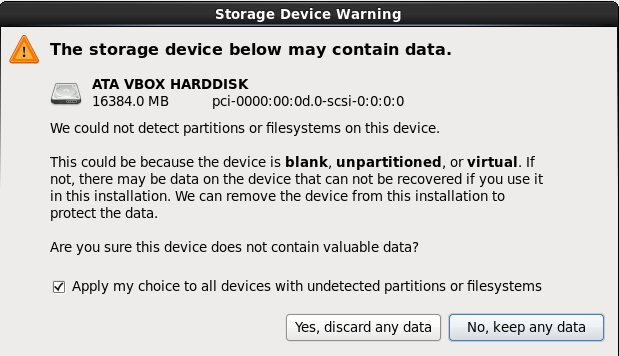 Storage Device Warning
The storage device below may contain data.
ATA VBOX HARDDISK
16384.0 MB pci-0000:00:0d.0-scsi-0:0:0:0
We could not detect partitions or filesystems on this device.
This could be because the device is blank, unpartitioned, or virtual. If
not, there may be data on the device that can not be recovered if you use it
in this installation. We can remove the device from this installation to
protect the data.
Are you sure this device does not contain valuable data?
Apply my choice to all devices with undetected partitions or filesystems
Yes, discard any data No, keep any data